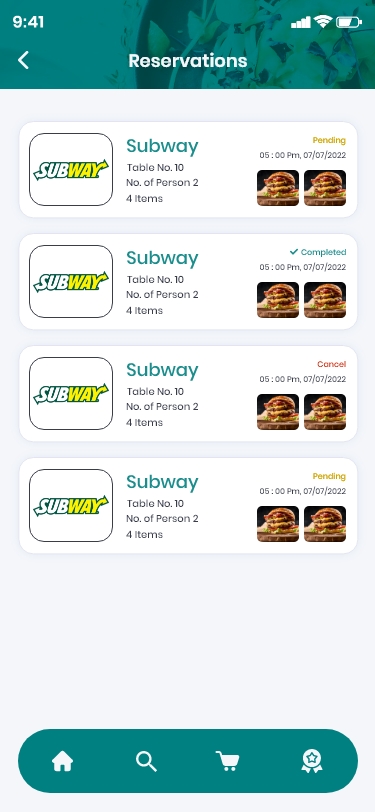 9:41
Reservations
SUBWAY
Subway
Table No. 10
No. of Person 2
4 Items
Pending
05 : 00 Pm, 07/07/2022
SUBWAY
Subway
Table No. 10
No. of Person 2
4 Items
Completed
05 : 00 Pm, 07/07/2022
SUBWAY
Subway
Table No. 10
No. of Person 2
4 Items
Cancel
05 : 00 Pm, 07/07/2022
SUBWAY
Subway
Table No. 10
No. of Person 2
4 Items
Pending
05 : 00 Pm, 07/07/2022